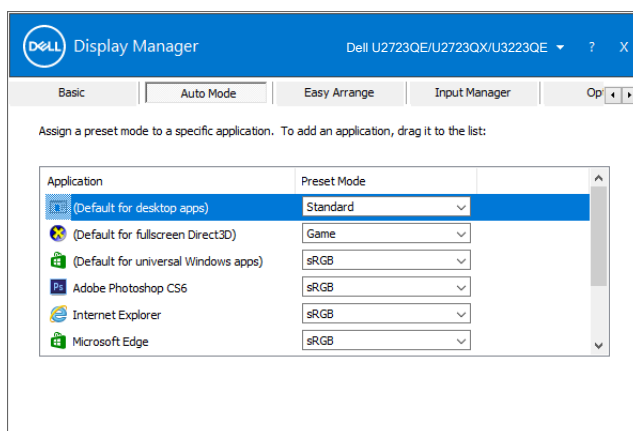 DELL Display Manager Dell U2723QE/U2723QX/U3223QE ? X
Basic Auto Mode Easy Arrange Input Manager Op
Assign a preset mode to a specific application. To add an application, drag it to the list:
Application Preset Mode
(Default for desktop apps) Standard
(Default for fullscreen Direct3D) Game
(Default for universal Windows apps) sRGB
Ps Adobe Photoshop CS6 sRGB
Internet Explorer sRGB
Microsoft Edge sRGB